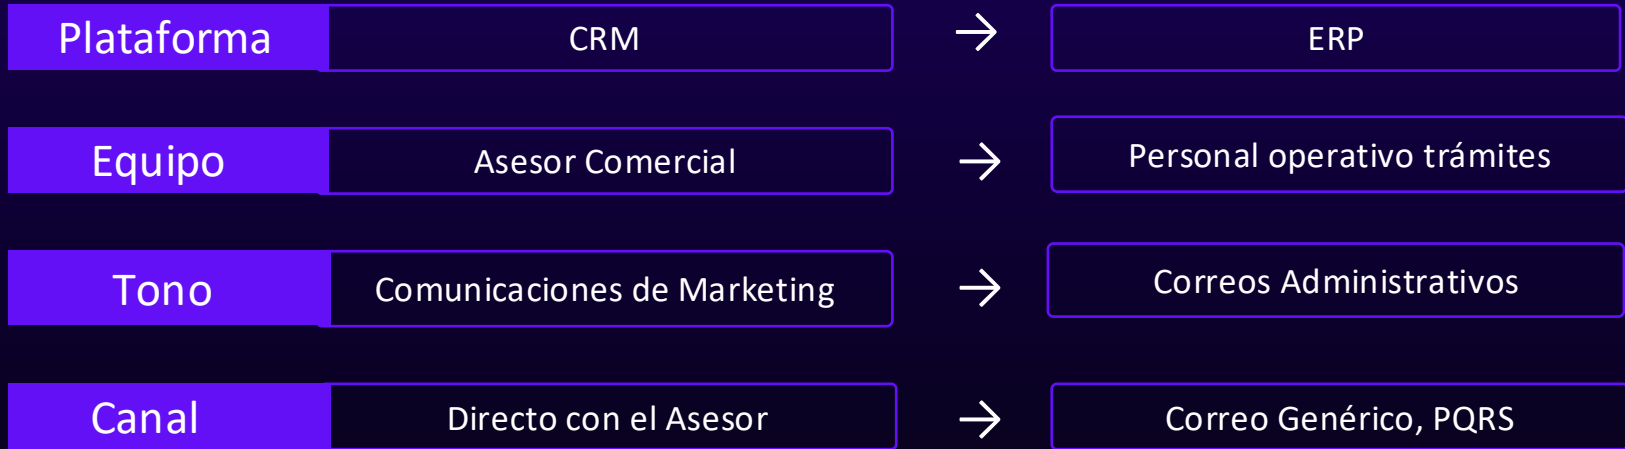 Plataforma CRM → ERP
Equipo Asesor Comercial → Personal operativo trámites
Tono Comunicaciones de Marketing → Correos Administrativos
Canal Directo con el Asesor → Correo Genérico, PQRS